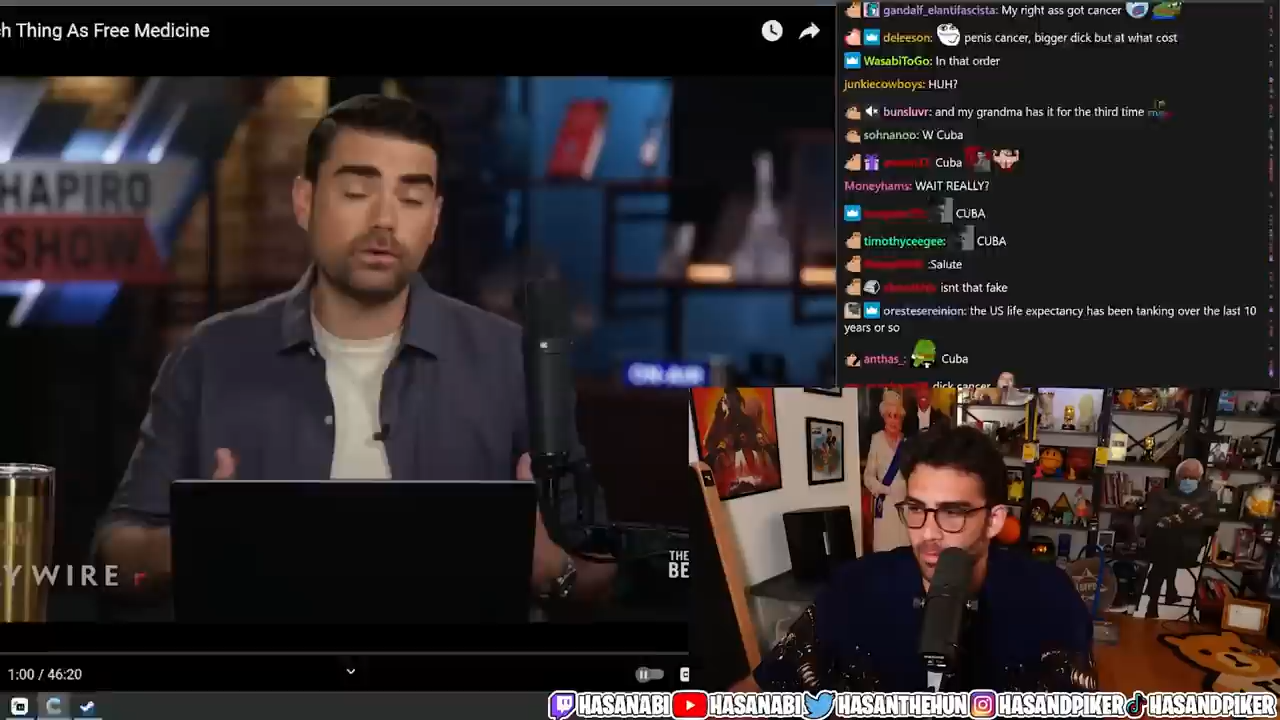 h Thing As Free Medicine
HAPIRO
SHOW
ON AIR
Y WIRE
THE
BE
1:00 / 46:20
gandalf_elantifascista: My right ass got cancer
deleeson: penis cancer, bigger dick but at what cost
WasabiToGo: In that order
junkiecowboys: HUH?
bunsluvr: and my grandma has it for the third time
sohnanoo: W Cuba
Cuba
Moneyhams: WAIT REALLY?
CUBA
timothyceegee: CUBA
:Salute
isnt that fake
orestesereinion: the US life expectancy has been tanking over the last 10
years or so
anthas_: Cuba
dick cancer
HASANABI HASANABI HASANTHEHUN HASANDPIKER HASANDPIKER